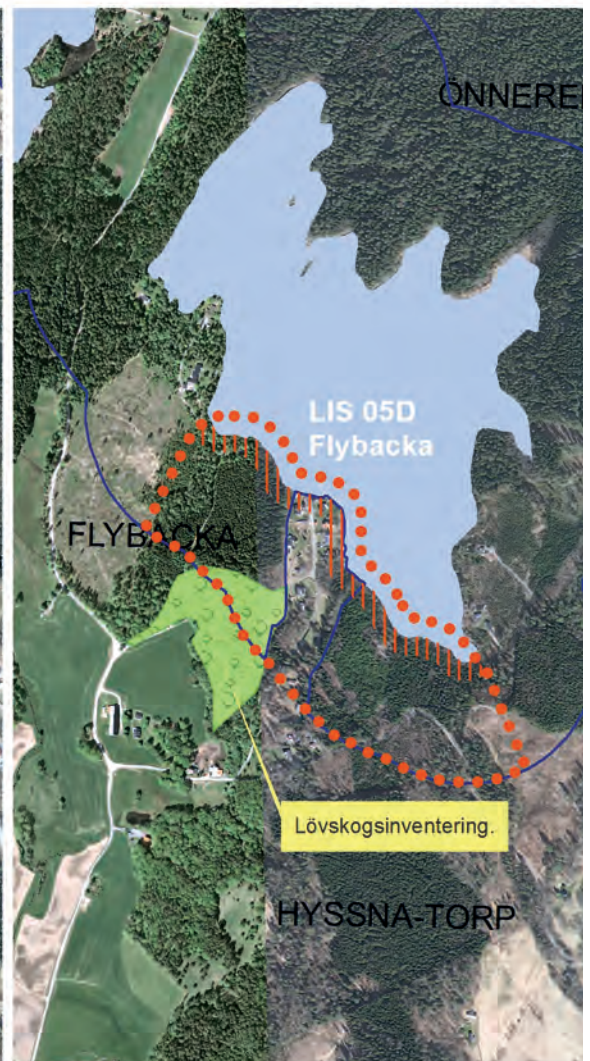 ÖNNERE
LIS 05D
Flybacka
FLYBACKA
Lövskogsinventering.
HYSSNA-TORP